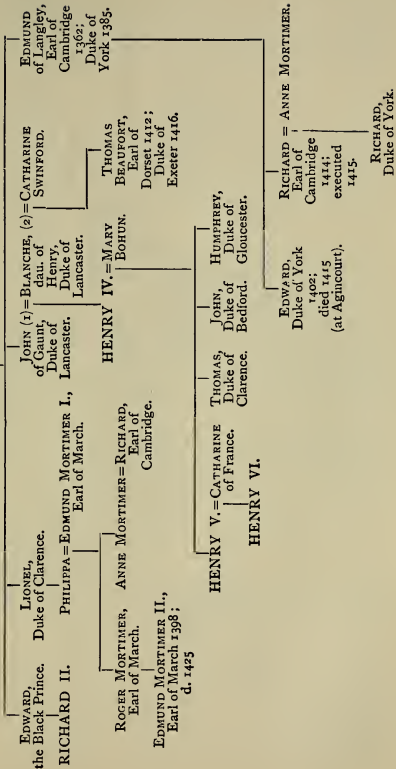 EDWARD,
the Black Prince.
RICHARD II.
LIONEL,
Duke of Clarence.
PHILIPPA = EDMUND MORTIMER I.,
Earl of March.
ROGER MORTIMER,
Earl of March.
ANNE MORTIMER = RICHARD,
Earl of
Cambridge.
EDMUND MORTIMER II.,
Earl of March 1398;
d. 1425
JOHN (1) = BLANCHE, (2) = CATHARINE
of Gaunt,
Duke of
Lancaster.
dau. of
Henry,
Duke of
Lancaster.
SWINFORD.
HENRY IV. = MARY
BOHUN.
THOMAS
BEAUFORT,
Earl of
Dorset 1412;
Duke of
Exeter 1416.
HENRY V. = CATHARINE
of France.
HENRY VI.
THOMAS,
Duke of
Clarence.
JOHN,
Duke of
Bedford.
HUMPHREY,
Duke of
Gloucester.
EDMUND
of Langley,
Earl of
Cambridge
1362;
Duke of
York 1385.
EDWARD,
Duke of York
1402;
died 1415
(at Agincourt).
RICHARD = ANNE MORTIMER.
Earl of
Cambridge
1414;
executed
1415.
RICHARD,
Duke of York.